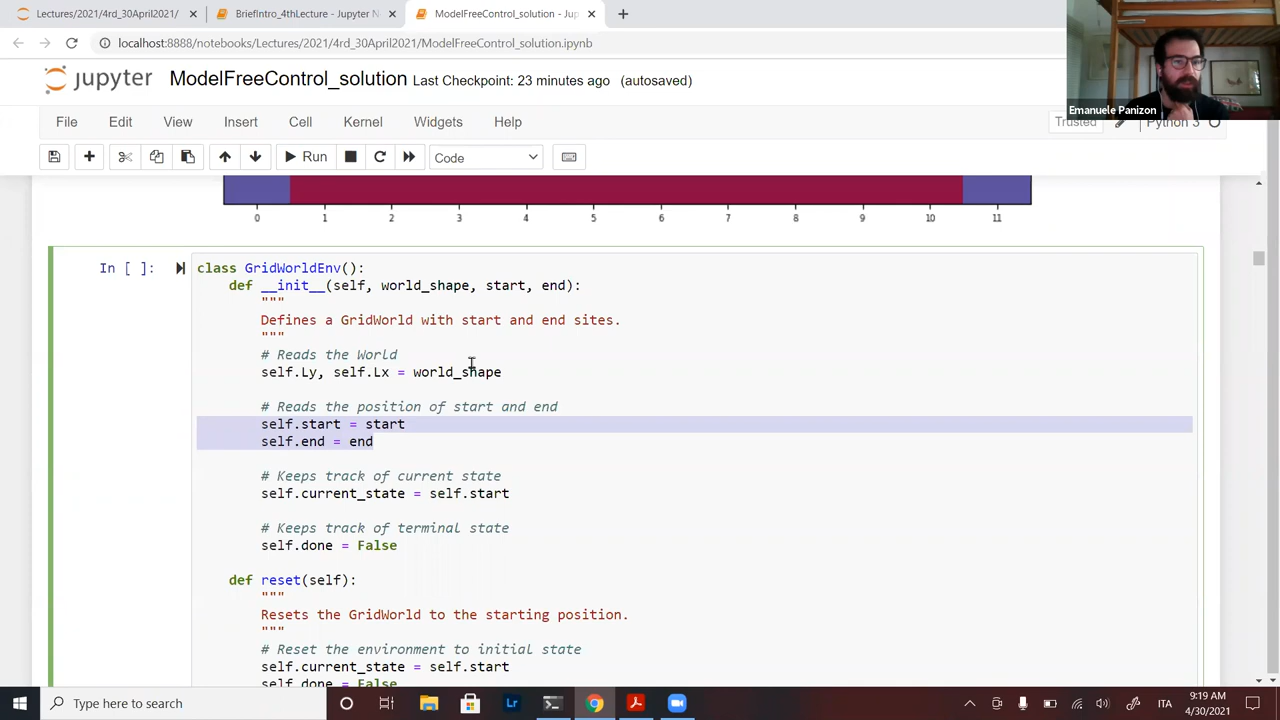 Lectures/2021/4rd_30April2021/
BriefIntro_4thLecture - Jupyter N
ModelFreeControl_solution - Jup
localhost:8888/notebooks/Lectures/2021/4rd_30April2021/ModelFreeControl_solution.ipynb
jupyter ModelFreeControl_solution Last Checkpoint: 23 minutes ago (autosaved)
Emanuele Panizon
File Edit View Insert Cell Kernel Widgets Help
Trusted
Python 3
Run
Code
0 1 2 3 4 5 6 7 8 9 10 11
In [ ]:
class GridWorldEnv():
def __init__(self, world_shape, start, end):
"""
Defines a GridWorld with start and end sites.
"""
# Reads the World
self.Ly, self.Lx = world_shape
# Reads the position of start and end
self.start = start
self.end = end
# Keeps track of current state
self.current_state = self.start
# Keeps track of terminal state
self.done = False
def reset(self):
"""
Resets the GridWorld to the starting position.
"""
# Reset the environment to initial state
self.current_state = self.start
self.done = False
Type here to search
ITA
9:19 AM
4/30/2021